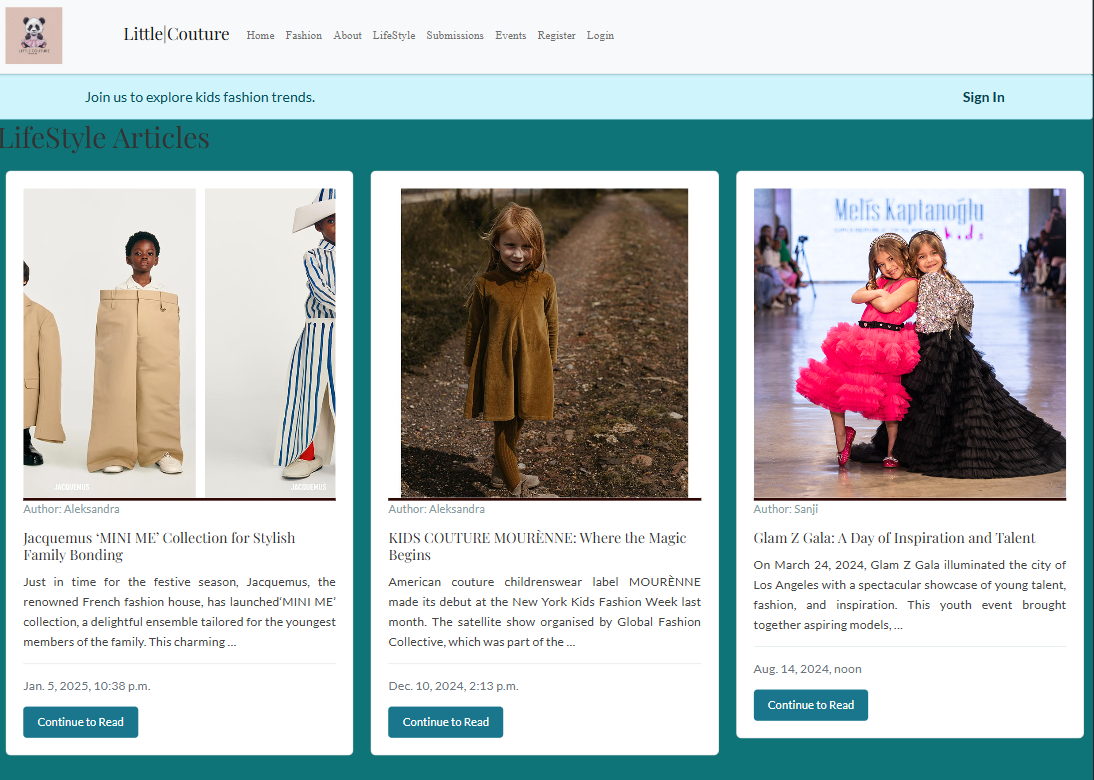 LITTLE COUTURE
Little|Couture
Home Fashion About LifeStyle Submissions Events Register Login
Join us to explore kids fashion trends.
Sign In
LifeStyle Articles
JACQUEMUS
JACQUEMUS
Author: Aleksandra
Jacquemus ‘MINI ME’ Collection for Stylish
Family Bonding
Just in time for the festive season, Jacquemus, the
renowned French fashion house, has launched‘MINI ME’
collection, a delightful ensemble tailored for the youngest
members of the family. This charming ...
Jan. 5, 2025, 10:38 p.m.
Continue to Read
Author: Aleksandra
KIDS COUTURE MOURÈNNE: Where the Magic
Begins
American couture childrenswear label MOURÈNNE
made its debut at the New York Kids Fashion Week last
month. The satellite show organised by Global Fashion
Collective, which was part of the ...
Dec. 10, 2024, 2:13 p.m.
Continue to Read
Melis Kaptanoğlu
kids
Author: Sanji
Glam Z Gala: A Day of Inspiration and Talent
On March 24, 2024, Glam Z Gala illuminated the city of
Los Angeles with a spectacular showcase of young talent,
fashion, and inspiration. This youth event brought
together aspiring models, ...
Aug. 14, 2024, noon
Continue to Read